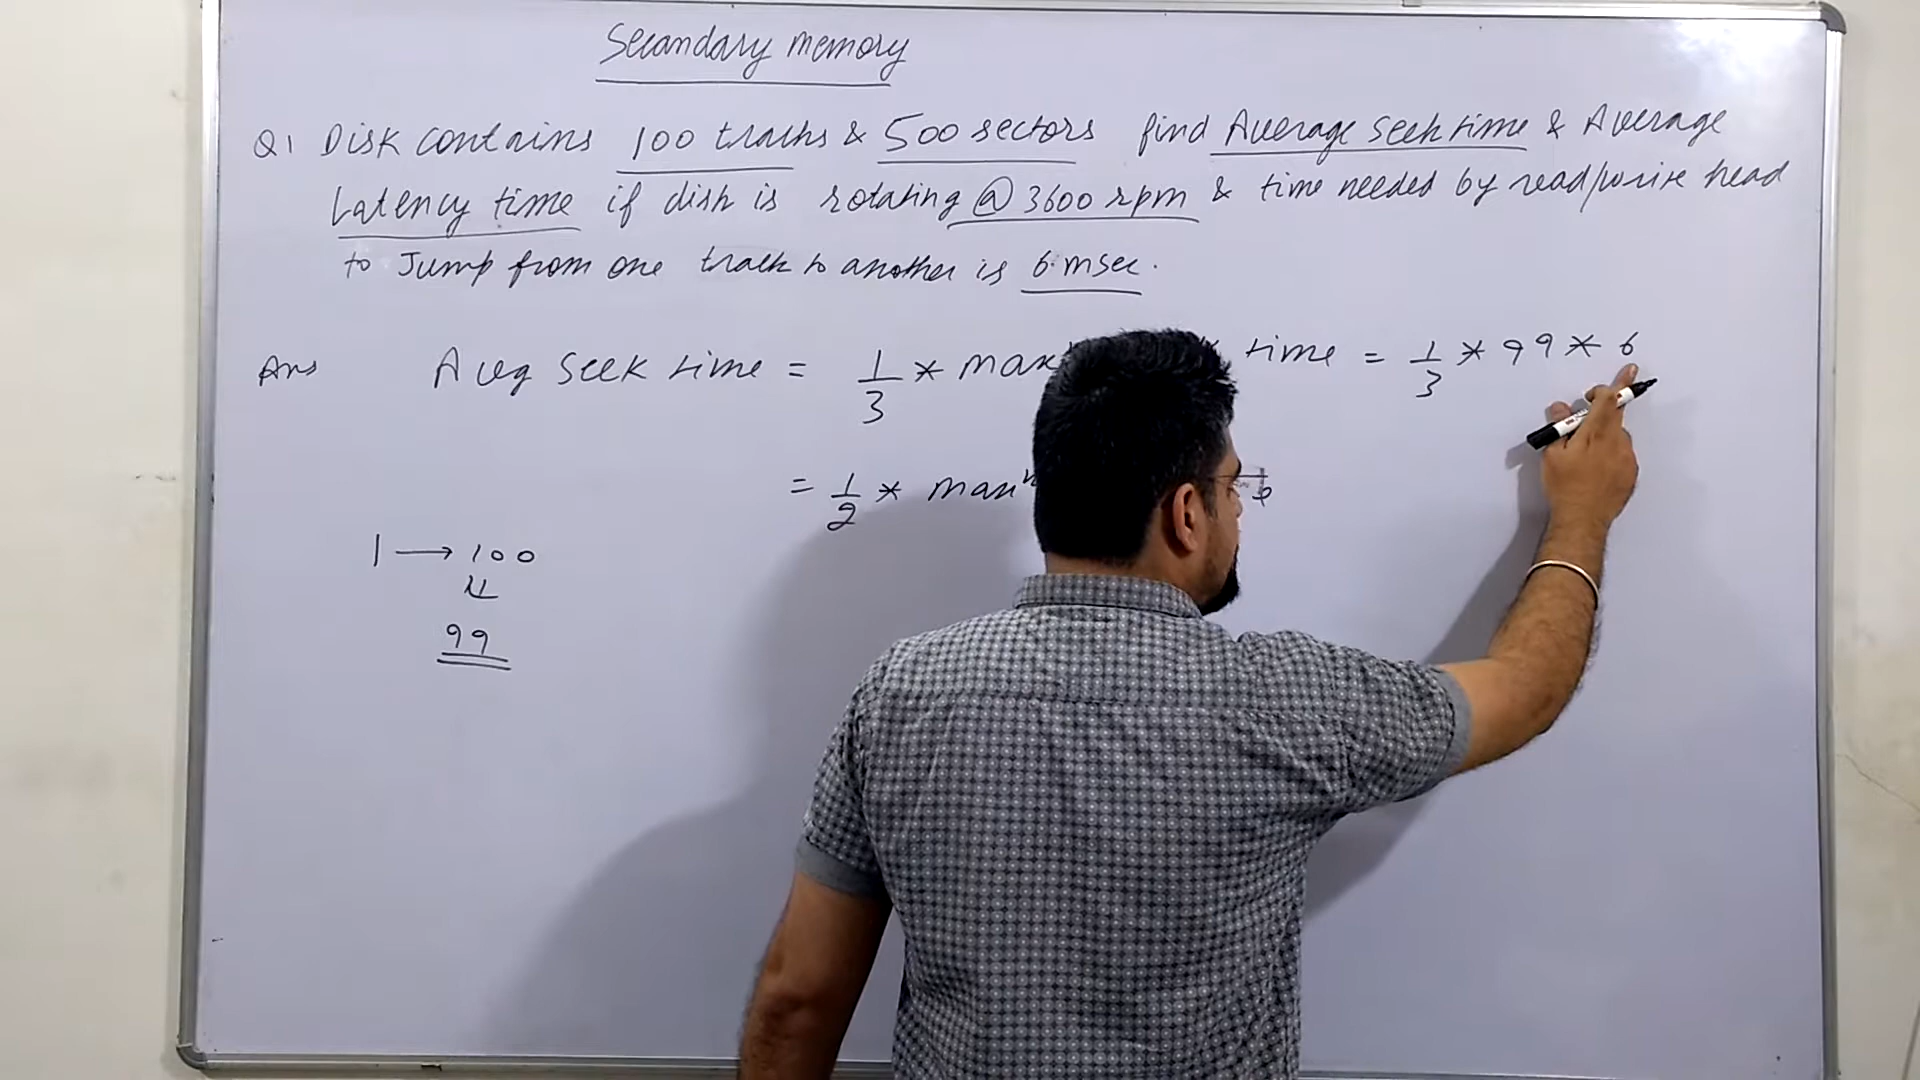 Secondary memory
Q1 Disk contains 100 tracks & 500 sectors find Average seek time & Average
Latency time if disk is rotating @ 3600 rpm & time needed by read/write head
to Jump from one track to another is 6 msec.
Ans Avg seek time = 1/3 * max time = 1/3 * 99 * 6
= 1/2 * maxm
1 → 100
99